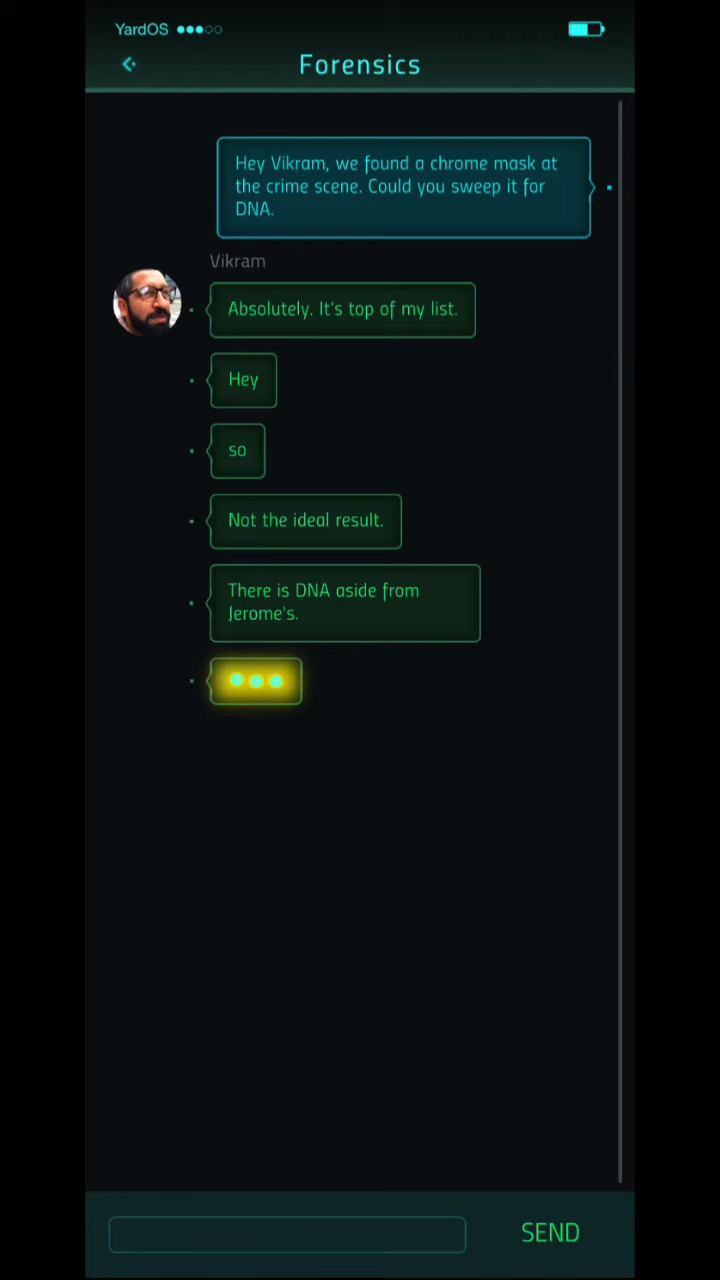 YardOS
Forensics
Hey Vikram, we found a chrome mask at
the crime scene. Could you sweep it for
DNA.
Vikram
Absolutely. It's top of my list.
Hey
so
Not the ideal result.
There is DNA aside from
Jerome's.
SEND